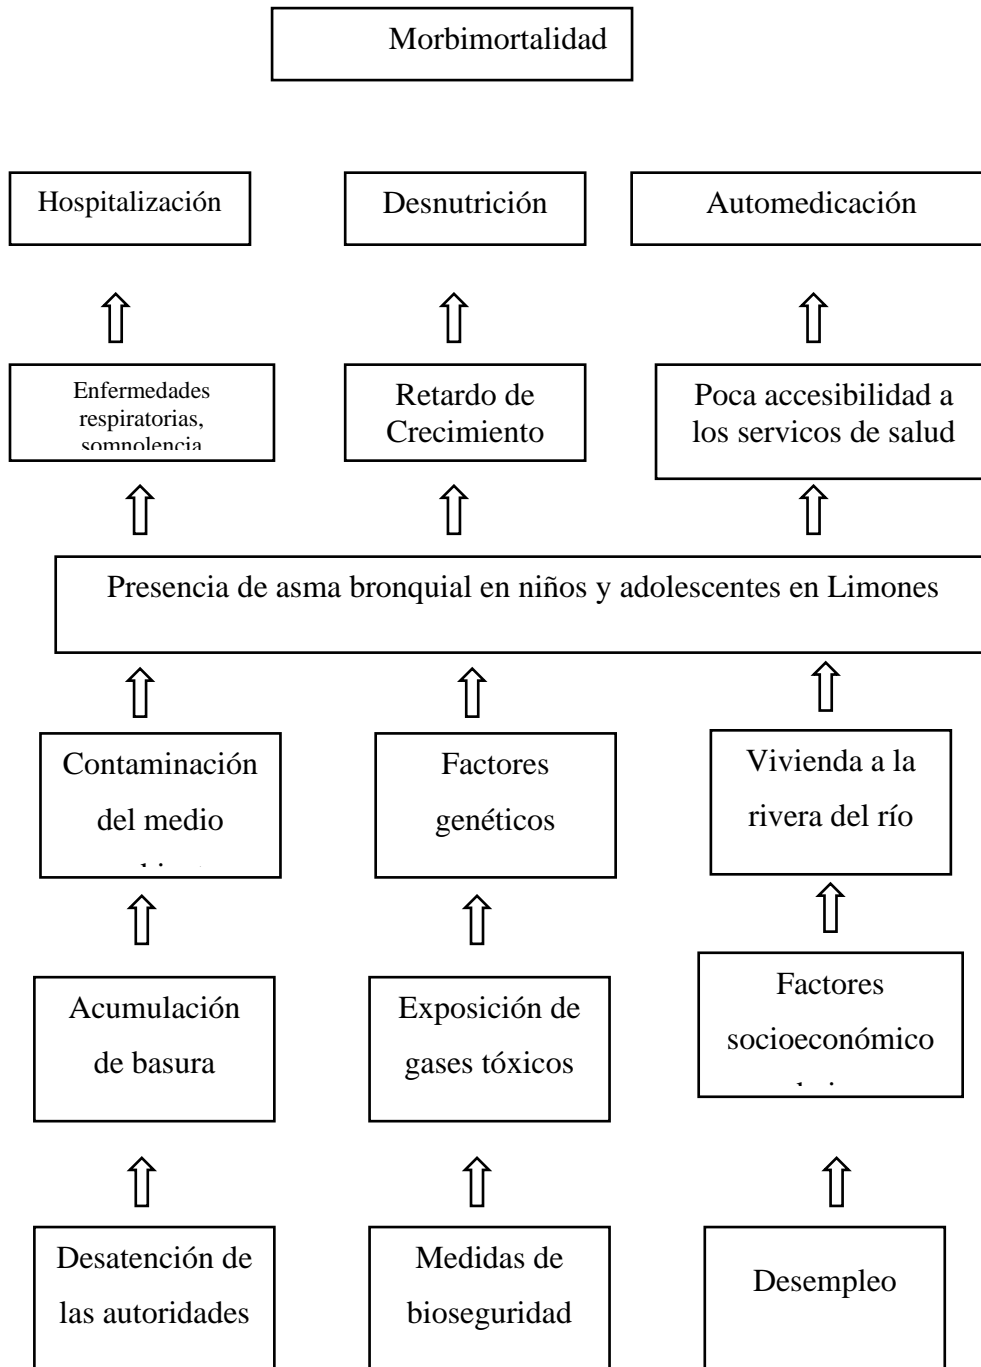 Morbimortalidad
Hospitalización
Desnutrición
Automedicación
Enfermedades
respiratorias,
somnolencia
Retardo de
Crecimiento
Poca accesibilidad a
los servicos de salud
Presencia de asma bronquial en niños y adolescentes en Limones
Contaminación
del medio
Factores
genéticos
Vivienda a la
rivera del río
Acumulación
de basura
Exposición de
gases tóxicos
Factores
socioeconómico
Desatención de
las autoridades
Medidas de
bioseguridad
Desempleo